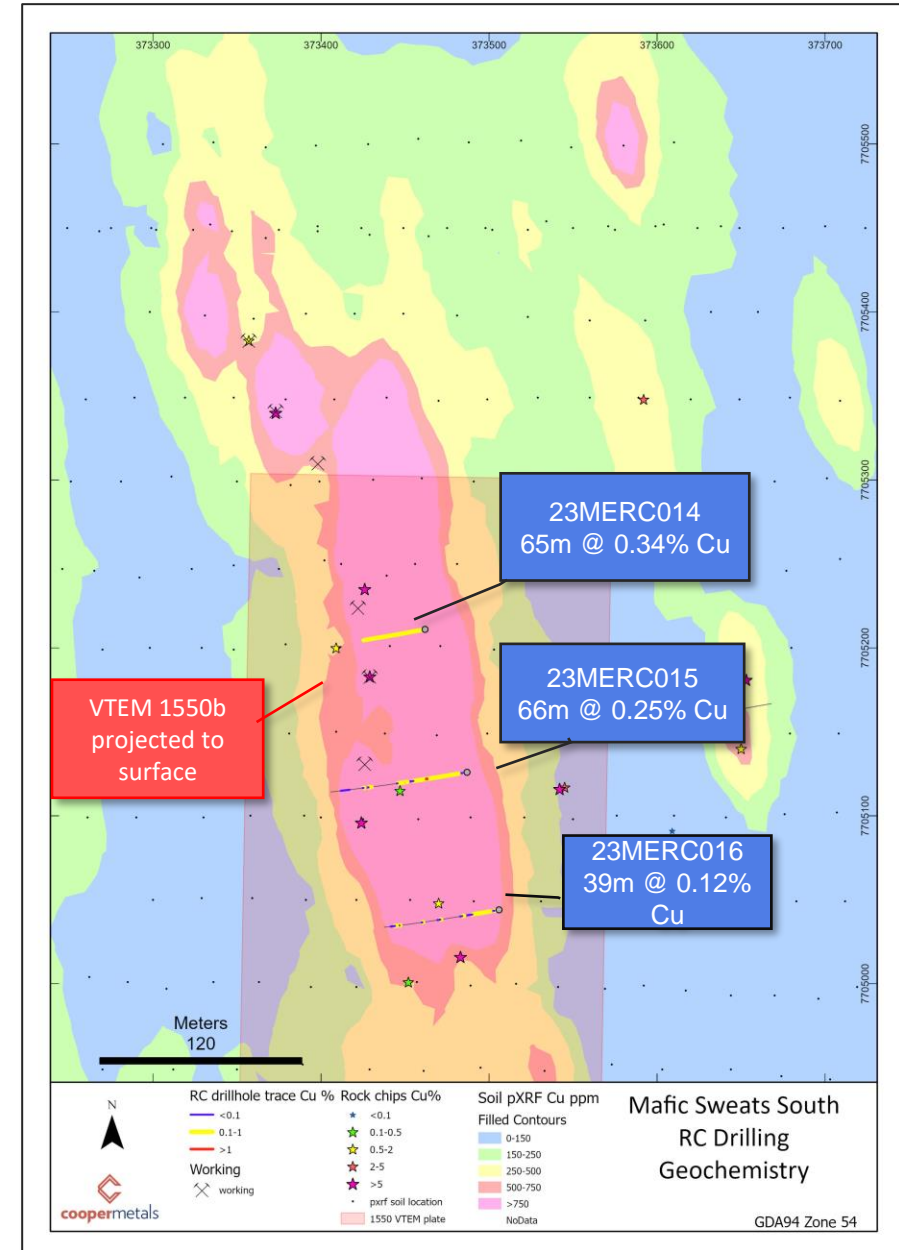 373300
373400
373500
373600
373700
7705500
7705400
7705300
7705200
7705100
7705000
23MERC014
65m @ 0.34% Cu
23MERC015
66m @ 0.25% Cu
23MERC016
39m @ 0.12%
Cu
VTEM 1550b
projected to
surface
Meters
120
N
coopermetals
RC drillhole trace Cu %
<0.1
0.1-1
>1
Working
working
Rock chips Cu%
<0.1
0.1-0.5
0.5-2
2-5
>5
pxrf soil location
1550 VTEM plate
Soil pXRF Cu ppm
Filled Contours
0-150
150-250
250-500
500-750
>750
NoData
Mafic Sweats South
RC Drilling
Geochemistry
GDA94 Zone 54